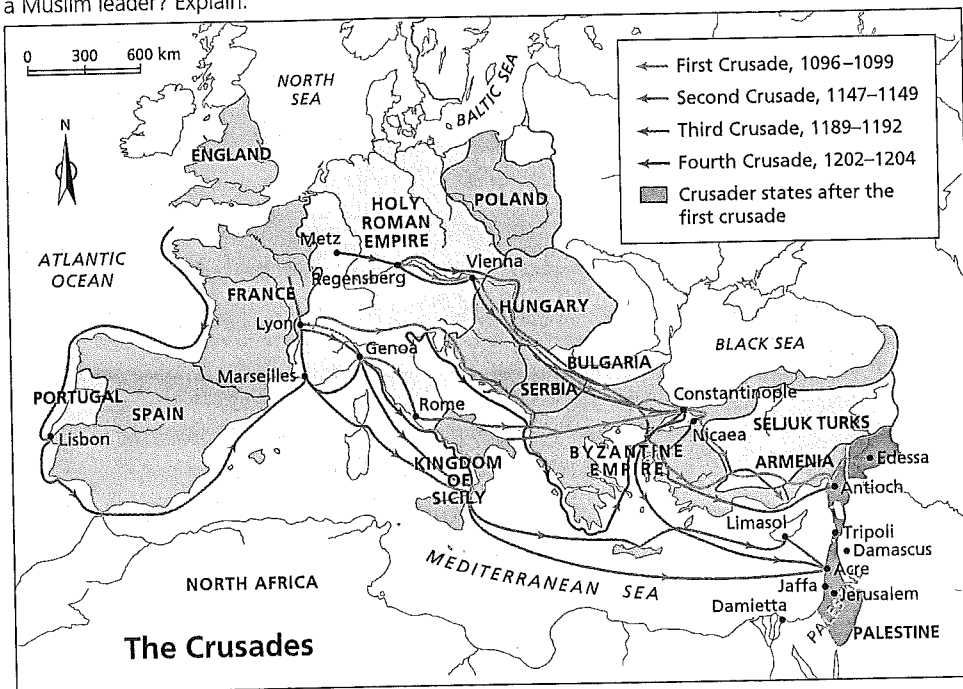 a Muslim leader? Explain.
0 300 600 km
N
NORTH
SEA
BALTIC SEA
First Crusade, 1096–1099
Second Crusade, 1147–1149
Third Crusade, 1189–1192
Fourth Crusade, 1202–1204
Crusader states after the
first crusade
ENGLAND
POLAND
HOLY
ROMAN
EMPIRE
Metz
Regensberg
Vienna
ATLANTIC
OCEAN
FRANCE
HUNGARY
Lyon
Genoa
BLACK SEA
BULGARIA
Marseilles
SERBIA
Constantinople
PORTUGAL
SPAIN
Rome
Nicaea
SELJUK TURKS
Lisbon
BYZANTINE
EMPIRE
ARMENIA
Edessa
KINGDOM
OF
SICILY
Antioch
Limasol
Tripoli
Damascus
MEDITERRANEAN SEA
Acre
NORTH AFRICA
Jaffa
Jerusalem
Damietta
PALESTINE
The Crusades